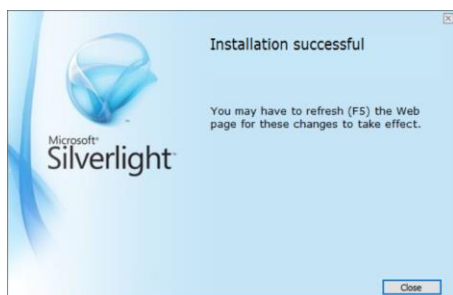 Installation successful
You may have to refresh (F5) the Web
page for these changes to take effect.
Microsoft®
Silverlight™
Close